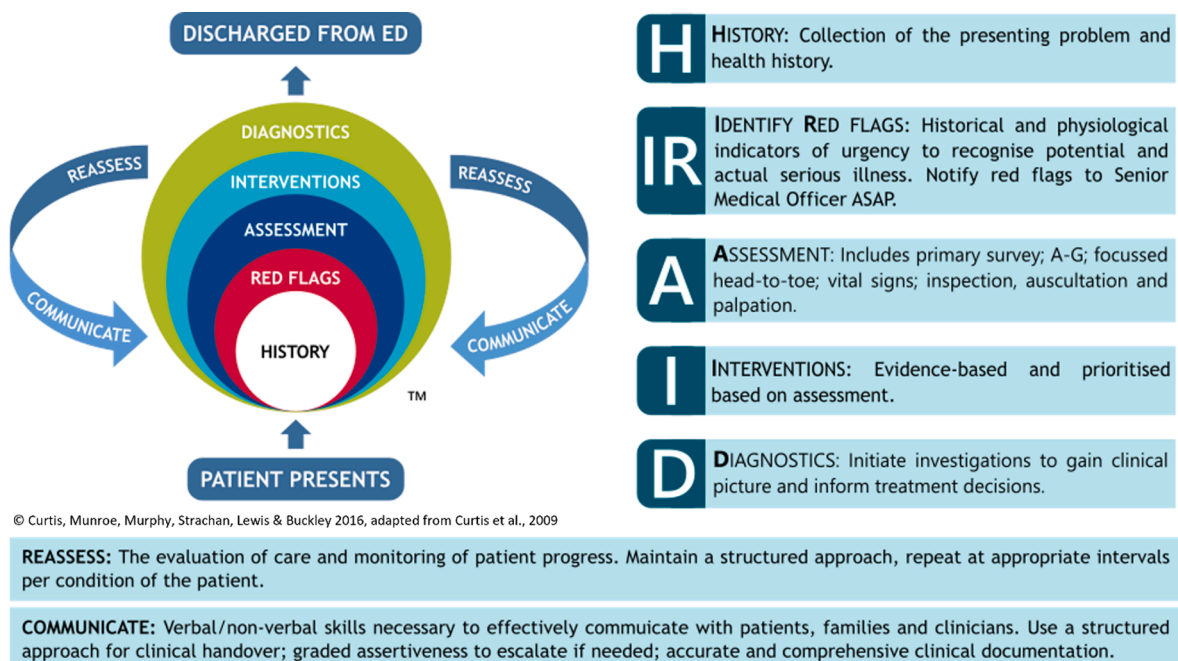 DISCHARGED FROM ED
DIAGNOSTICS
INTERVENTIONS
ASSESSMENT
RED FLAGS
HISTORY
REASSESS
COMMUNICATE
REASSESS
COMMUNICATE
TM
PATIENT PRESENTS
© Curtis, Munroe, Murphy, Strachan, Lewis & Buckley 2016, adapted from Curtis et al., 2009
H
HISTORY: Collection of the presenting problem and
health history.
IR
IDENTIFY RED FLAGS: Historical and physiological
indicators of urgency to recognise potential and
actual serious illness. Notify red flags to Senior
Medical Officer ASAP.
A
ASSESSMENT: Includes primary survey; A-G; focussed
head-to-toe; vital signs; inspection, auscultation and
palpation.
I
INTERVENTIONS: Evidence-based and prioritised
based on assessment.
D
DIAGNOSTICS: Initiate investigations to gain clinical
picture and inform treatment decisions.
REASSESS: The evaluation of care and monitoring of patient progress. Maintain a structured approach, repeat at appropriate intervals
per condition of the patient.
COMMUNICATE: Verbal/non-verbal skills necessary to effectively commuicate with patients, families and clinicians. Use a structured
approach for clinical handover; graded assertiveness to escalate if needed; accurate and comprehensive clinical documentation.